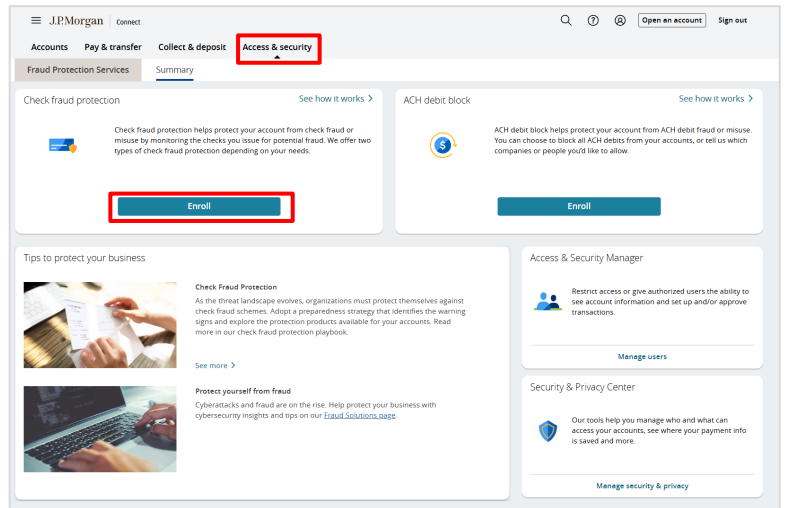 J.P.Morgan Connect
Open an account Sign out
Accounts Pay & transfer Collect & deposit Access & security
Fraud Protection Services Summary
Check fraud protection See how it works
Check fraud protection helps protect your account from check fraud or
misuse by monitoring the checks you issue for potential fraud. We offer two
types of check fraud protection depending on your needs.
Enroll
ACH debit block See how it works
ACH debit block helps protect your account from ACH debit fraud or misuse.
You can choose to block all ACH debits from your accounts, or tell us which
companies or people you'd like to allow.
Enroll
Tips to protect your business
Check Fraud Protection
As the threat landscape evolves, organizations must protect themselves against
check fraud schemes. Adopt a preparedness strategy that identifies the warning
signs and explore the protection products available for your accounts. Read
more in our check fraud protection playbook.
See more
Protect yourself from fraud
Cyberattacks and fraud are on the rise. Help protect your business with
cybersecurity insights and tips on our Fraud Solutions page.
Access & Security Manager
Restrict access or give authorized users the ability to
see account information and set up and/or approve
transactions.
Manage users
Security & Privacy Center
Our tools help you manage who and what can
access your accounts, see where your payment info
is saved and more.
Manage security & privacy